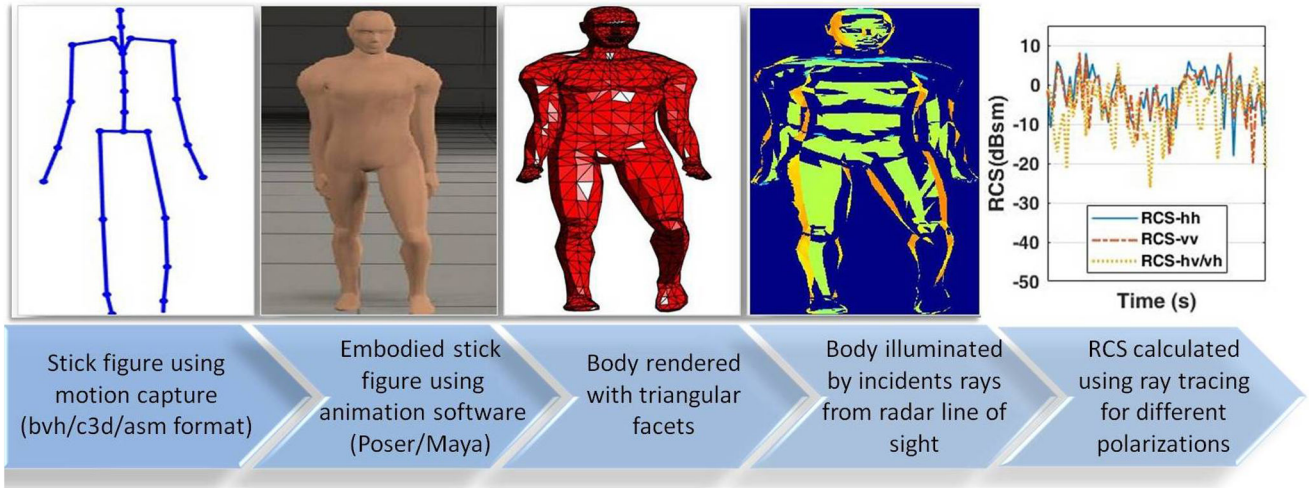 10
0
-10
-20
-30
-40
-50
RCS(dBsm)
RCS-hh
RCS-vv
RCS-hv/vh
Time (s)
Stick figure using
motion capture
(bvh/c3d/asm format)
Embodied stick
figure using
animation software
(Poser/Maya)
Body rendered
with triangular
facets
Body illuminated
by incidents rays
from radar line of
sight
RCS calculated
using ray tracing
for different
polarizations